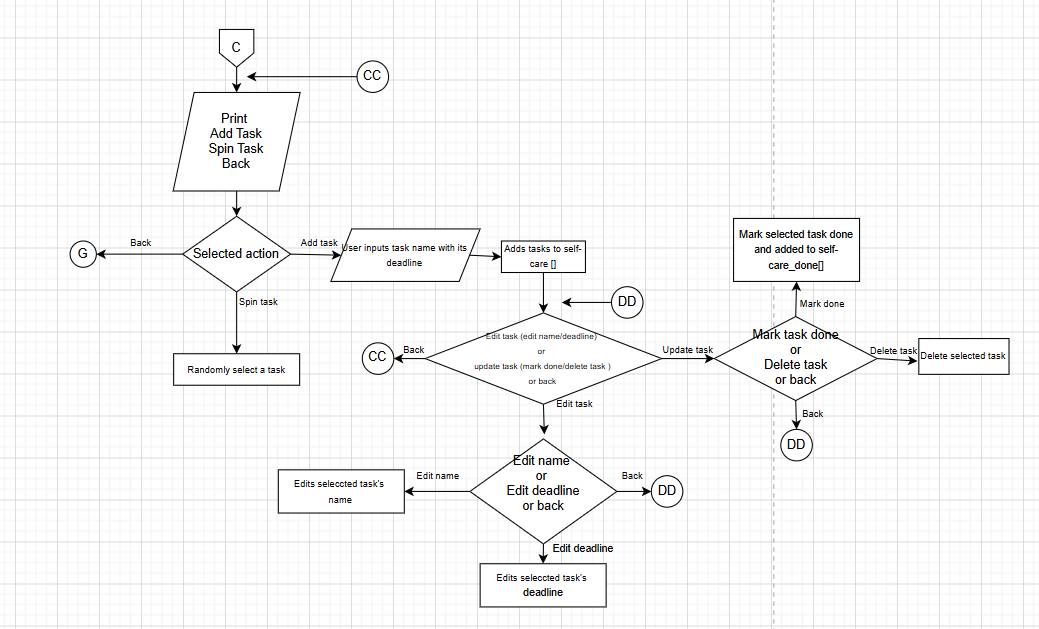 C
CC
Print
Add Task
Spin Task
Back
Selected action
Back
G
Add task
User inputs task name with its
deadline
Adds tasks to self-
care []
Spin task
Randomly select a task
DD
Edit task (edit name/deadline)
or
update task (mark done/delete task )
or back
Back
CC
Update task
Mark task done
or
Delete task
or back
Mark done
Mark selected task done
and added to self-
care_done[]
Delete task
Delete selected task
Back
DD
Edit task
Edit name
or
Edit deadline
or back
Edit name
Edits seleccted task's
name
Back
DD
Edit deadline
Edits seleccted task's
deadline